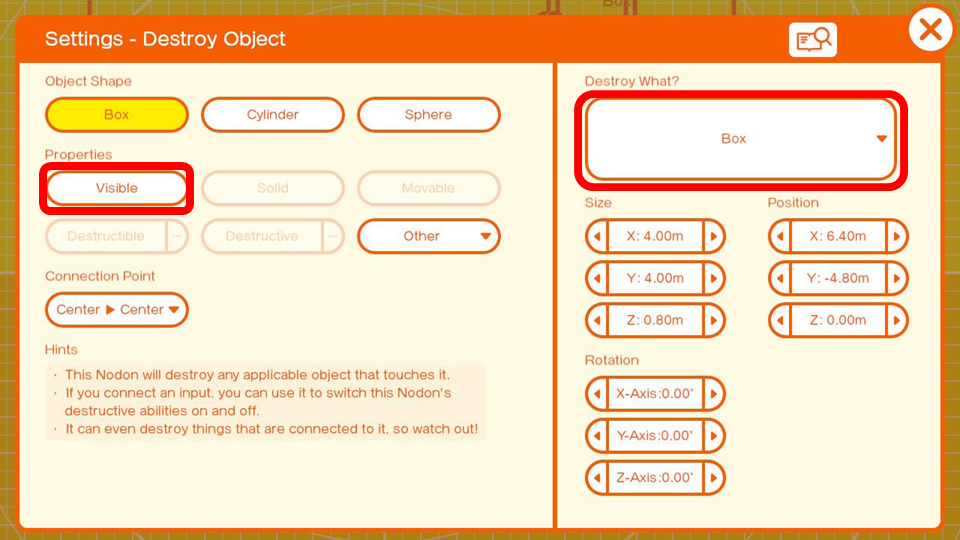 Settings - Destroy Object
Object Shape
Box
Cylinder
Sphere
Properties
Visible
Solid
Movable
Destructible
...
Destructive
...
Other
Connection Point
Center ▶ Center
Hints
· This Nodon will destroy any applicable object that touches it.
· If you connect an input, you can use it to switch this Nodon's
destructive abilities on and off.
· It can even destroy things that are connected to it, so watch out!
Destroy What?
Box
Size
X: 4.00m
Y: 4.00m
Z: 0.80m
Position
X: 6.40m
Y: -4.80m
Z: 0.00m
Rotation
X-Axis:0.00°
Y-Axis:0.00°
Z-Axis:0.00°